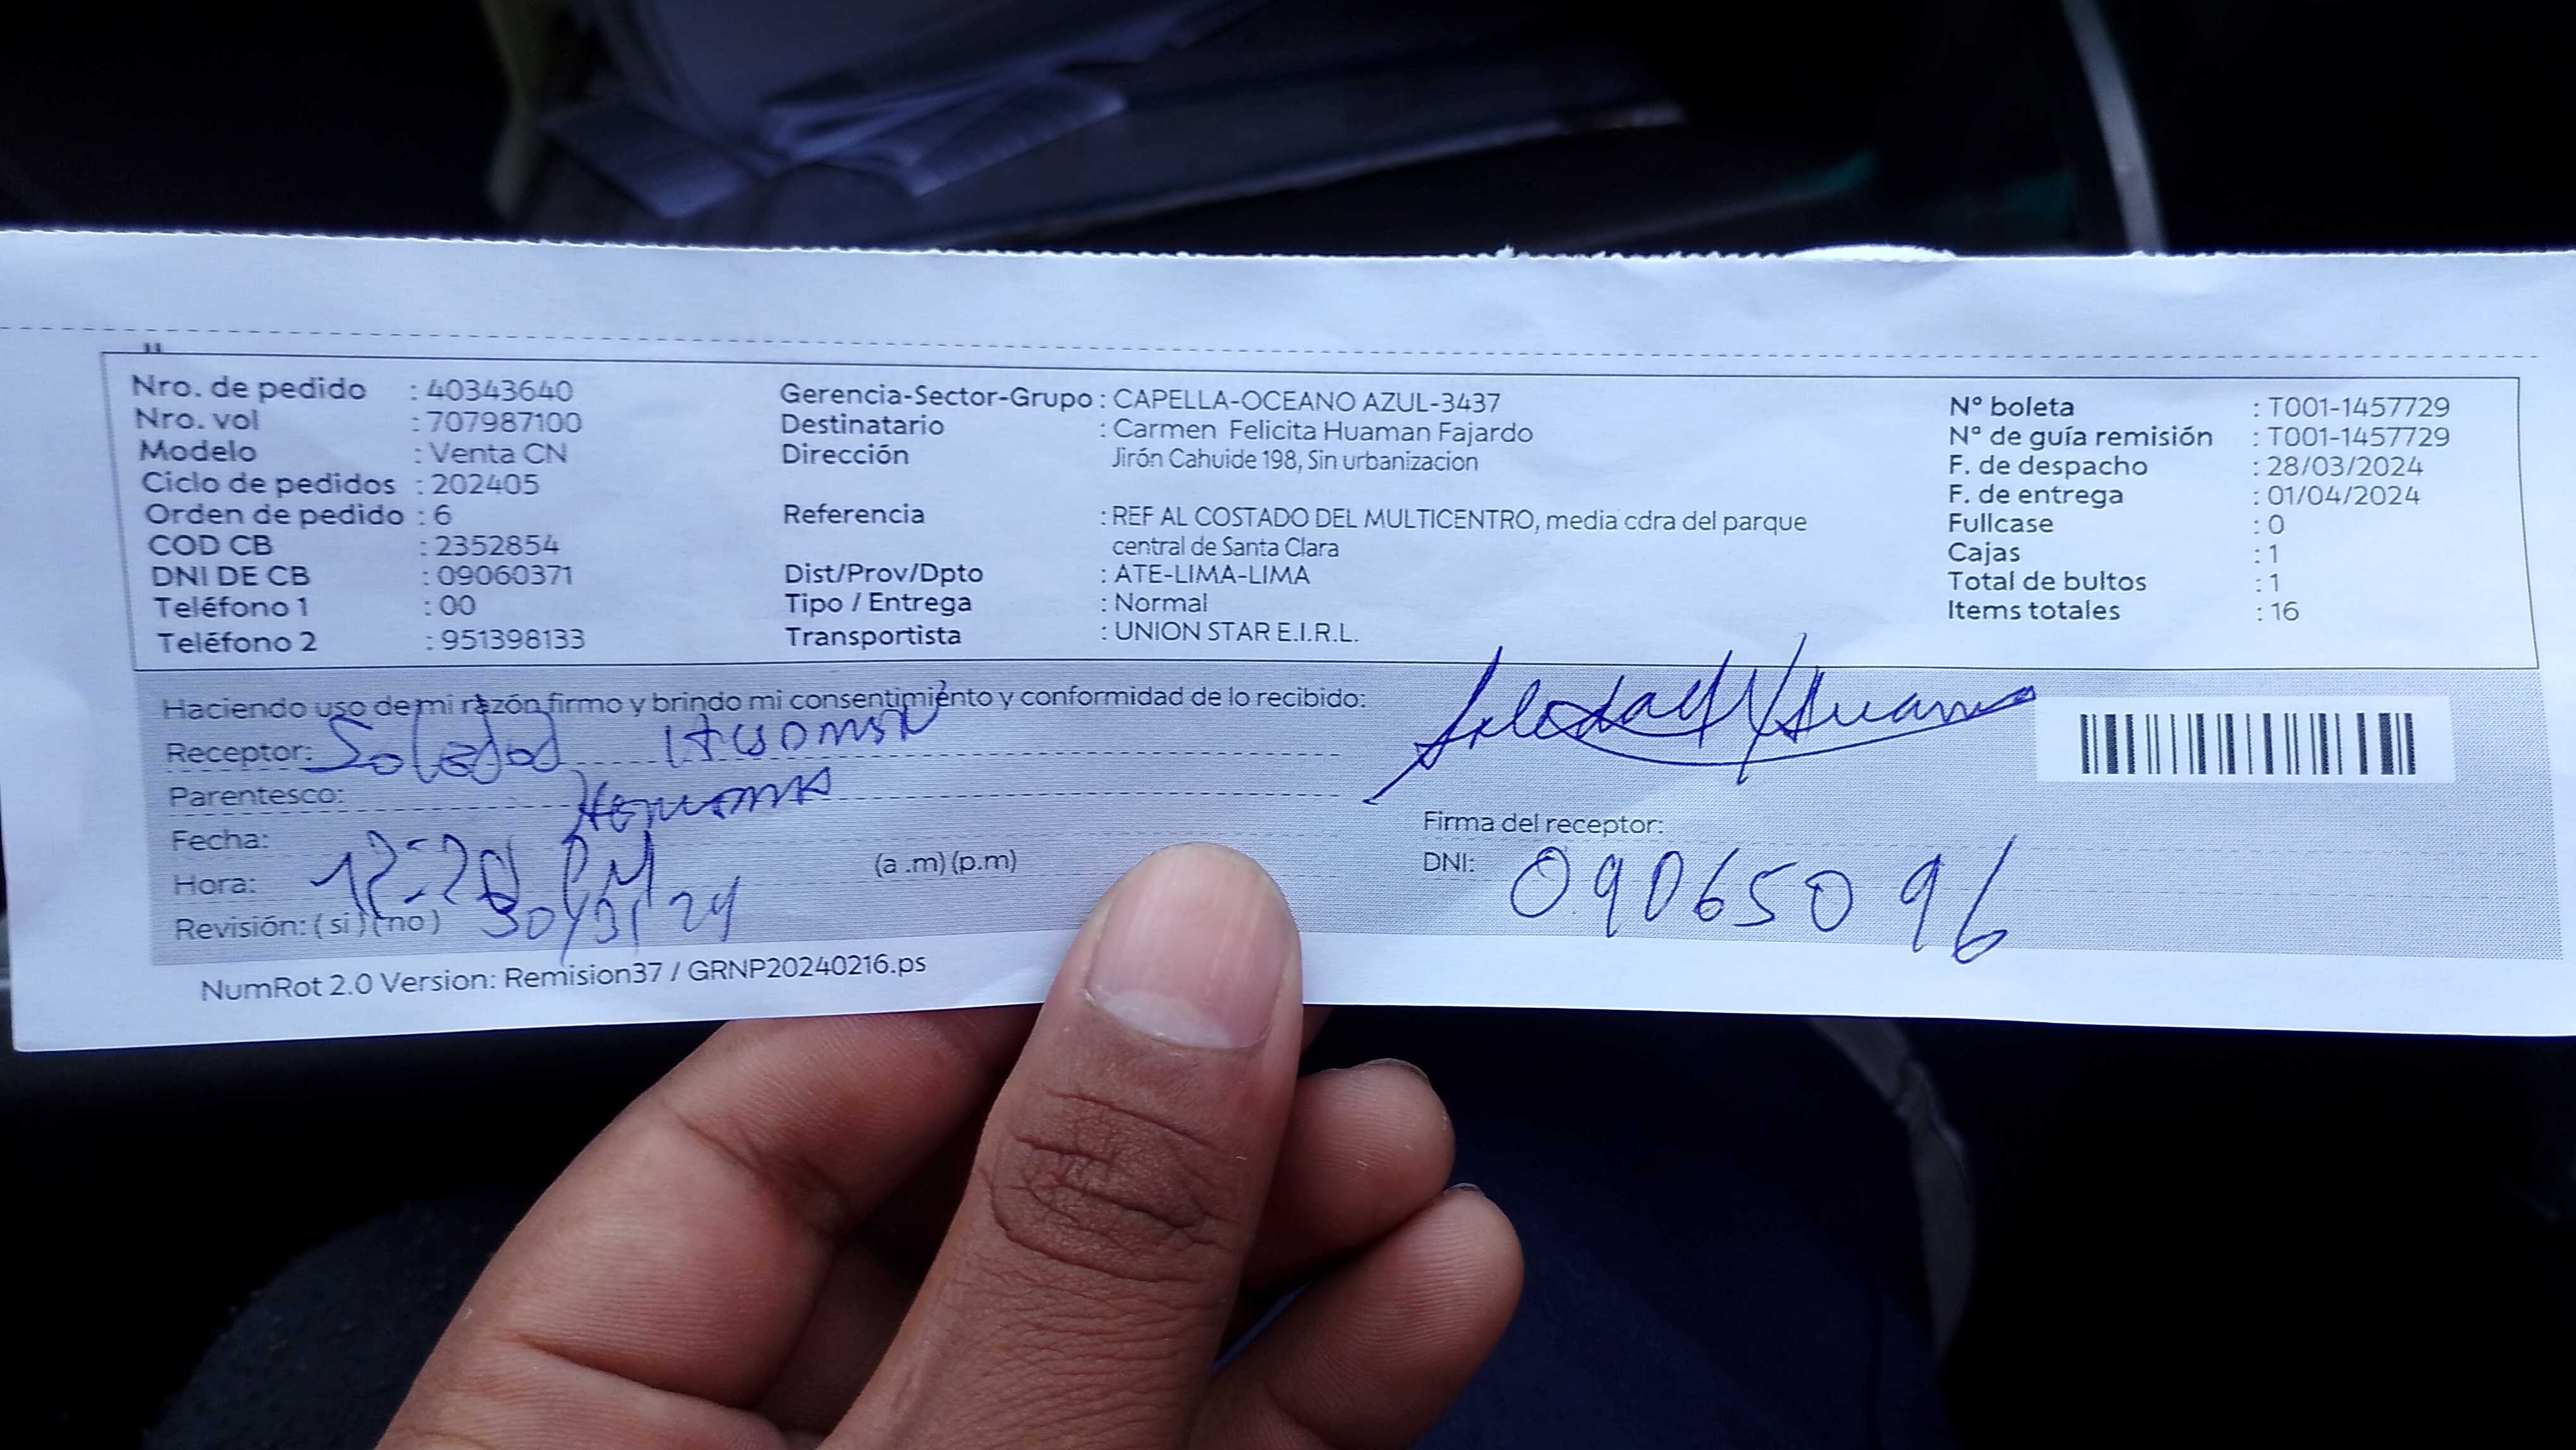 Nro. de pedido : 40343640
Nro. vol : 707987100
Modelo : Venta CN
Ciclo de pedidos : 202405
Orden de pedido : 6
COD CB : 2352854
DNI DE CB : 09060371
Teléfono 1 : 00
Teléfono 2 : 951398133
Gerencia-Sector-Grupo : CAPELLA-OCEANO AZUL-3437
Destinatario : Carmen Felicita Huaman Fajardo
Dirección Jirón Cahuide 198, Sin urbanizacion
Referencia : REF AL COSTADO DEL MULTICENTRO, media cdra del parque
central de Santa Clara
Dist/Prov/Dpto : ATE-LIMA-LIMA
Tipo / Entrega : Normal
Transportista : UNION STAR E.I.R.L.
N° boleta : T001-1457729
N° de guía remisión : T001-1457729
F. de despacho : 28/03/2024
F. de entrega : 01/04/2024
Fullcase : 0
Cajas : 1
Total de bultos : 1
Items totales : 16
Haciendo uso de mi razón firmo y brindo mi consentimiento y conformidad de lo recibido:
Receptor: Soledad
Parentesco:
Fecha:
Hora: 12:20 PM (a .m) (p.m)
Revisión: ( si ) ( no ) 30/3/24
Soledad Huaman
Firma del receptor:
DNI: 09065096
NumRot 2.0 Version: Remision37 / GRNP20240216.ps